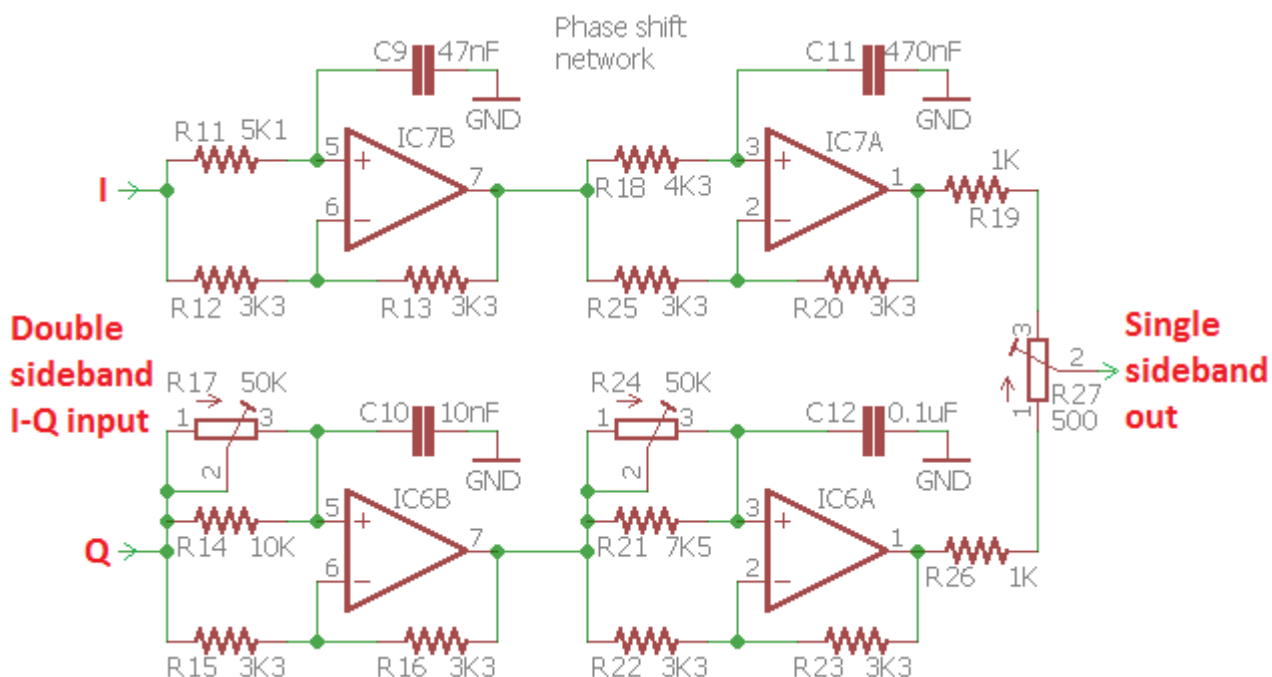 Phase shift
network
C9 47nF
GND
R11 5K1
5
+
IC7B
7
6
−
I
R12 3K3
R13 3K3
C11 470nF
GND
R18 4K3
3
+
IC7A
1
2
−
1K
R19
R25 3K3
R20 3K3
Double
sideband
I-Q input
3
2
R27
1
500
Single
sideband
out
R17 50K
1
3
2
C10 10nF
GND
R14 10K
5
+
IC6B
7
6
−
Q
R15 3K3
R16 3K3
R24 50K
1
3
2
C12 0.1uF
GND
R21 7K5
3
+
IC6A
1
2
−
R26 1K
R22 3K3
R23 3K3